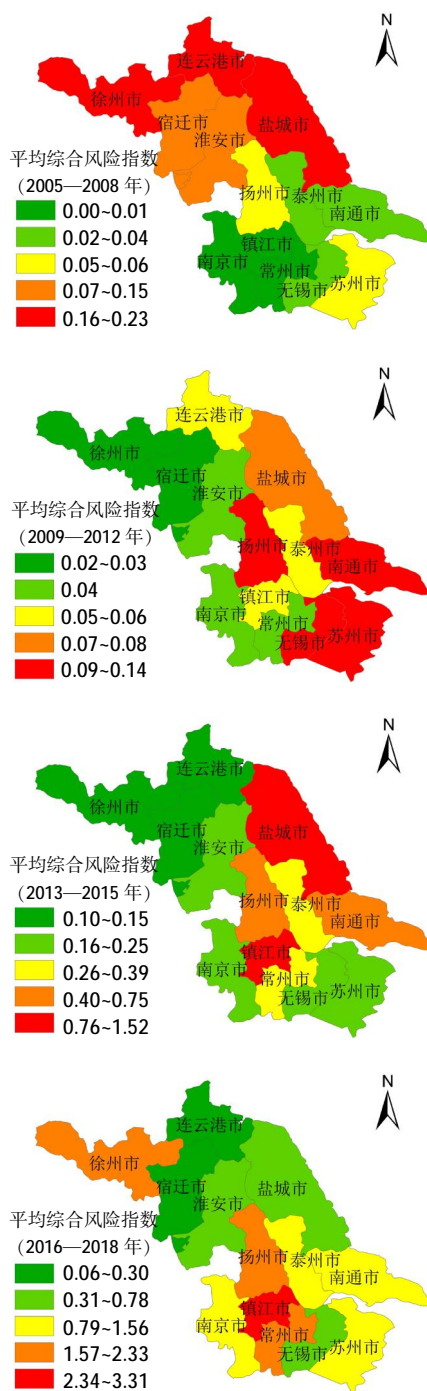 N
连云港市
徐州市
宿迁市
盐城市
淮安市
平均综合风险指数
(2005—2008 年)
扬州市
泰州市
南通市
0.00~0.01
0.02~0.04
镇江市
南京市
常州市
苏州市
无锡市
0.05~0.06
0.07~0.15
0.16~0.23
N
连云港市
徐州市
宿迁市
盐城市
淮安市
平均综合风险指数
(2009—2012 年)
扬州市
泰州市
南通市
0.02~0.03
0.04
镇江市
南京市
常州市
苏州市
无锡市
0.05~0.06
0.07~0.08
0.09~0.14
N
连云港市
徐州市
宿迁市
盐城市
淮安市
平均综合风险指数
(2013—2015 年)
扬州市
泰州市
南通市
0.10~0.15
0.16~0.25
镇江市
南京市
常州市
苏州市
无锡市
0.26~0.39
0.40~0.75
0.76~1.52
N
连云港市
徐州市
宿迁市
盐城市
淮安市
平均综合风险指数
(2016—2018 年)
扬州市
泰州市
南通市
0.06~0.30
0.31~0.78
镇江市
南京市
常州市
苏州市
无锡市
0.79~1.56
1.57~2.33
2.34~3.31